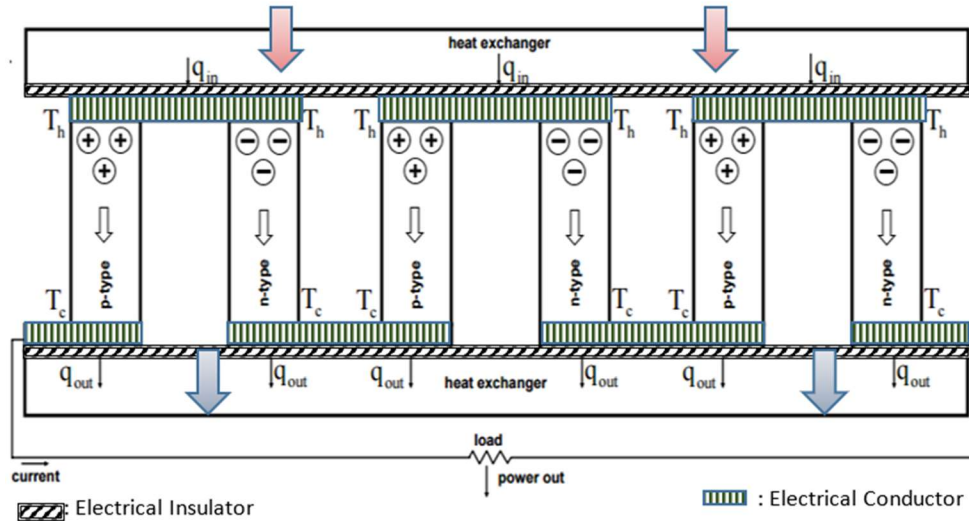 heat exchanger
q_in q_in q_in
T_h T_h T_h T_h T_h T_h
+ + - - + + - - + + - -
+ - + - + -
p-type n-type p-type n-type p-type n-type
T_c T_c T_c T_c T_c T_c
q_out q_out q_out heat exchanger q_out q_out q_out
load
current power out
: Electrical Insulator : Electrical Conductor